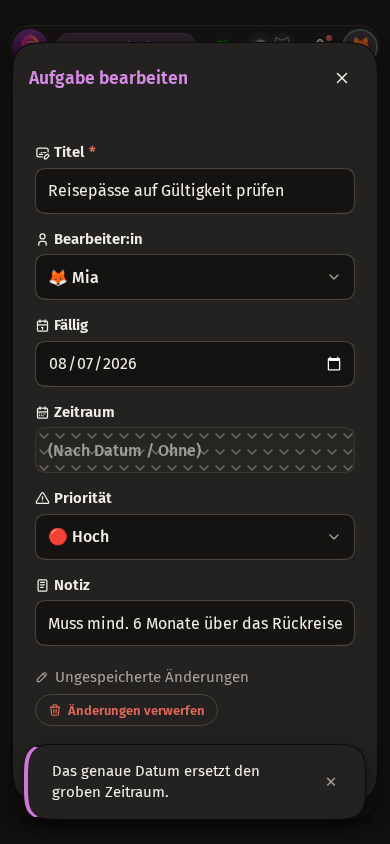 Aufgabe bearbeiten
Titel *
Reisepässe auf Gültigkeit prüfen
Bearbeiter:in
Mia
Fällig
08/07/2026
Zeitraum
(Nach Datum / Ohne)
Priorität
Hoch
Notiz
Muss mind. 6 Monate über das Rückreise
Ungespeicherte Änderungen
Änderungen verwerfen
Das genaue Datum ersetzt den
groben Zeitraum.